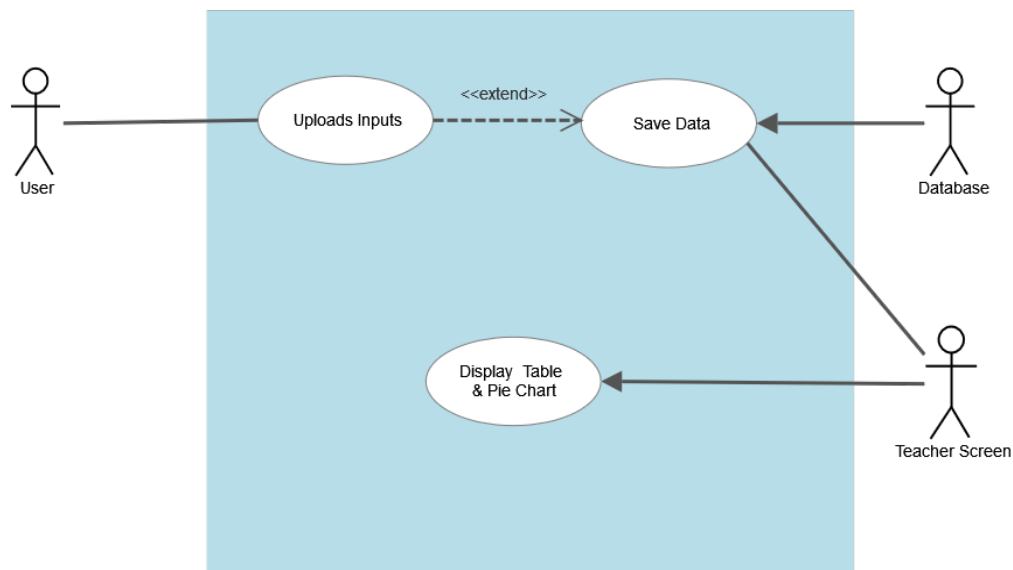 <<extend>>
Uploads Inputs
Save Data
User
Database
Display Table
& Pie Chart
Teacher Screen